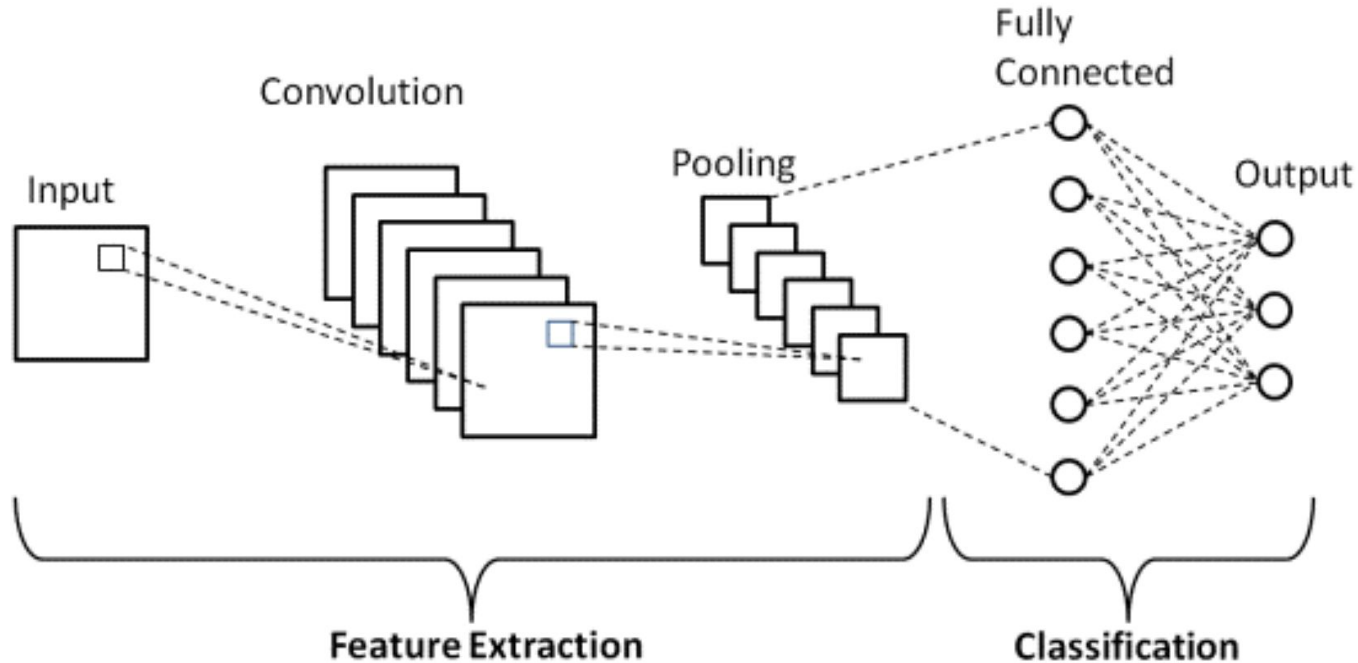 Input
Convolution
Pooling
Fully
Connected
Output
Feature Extraction
Classification